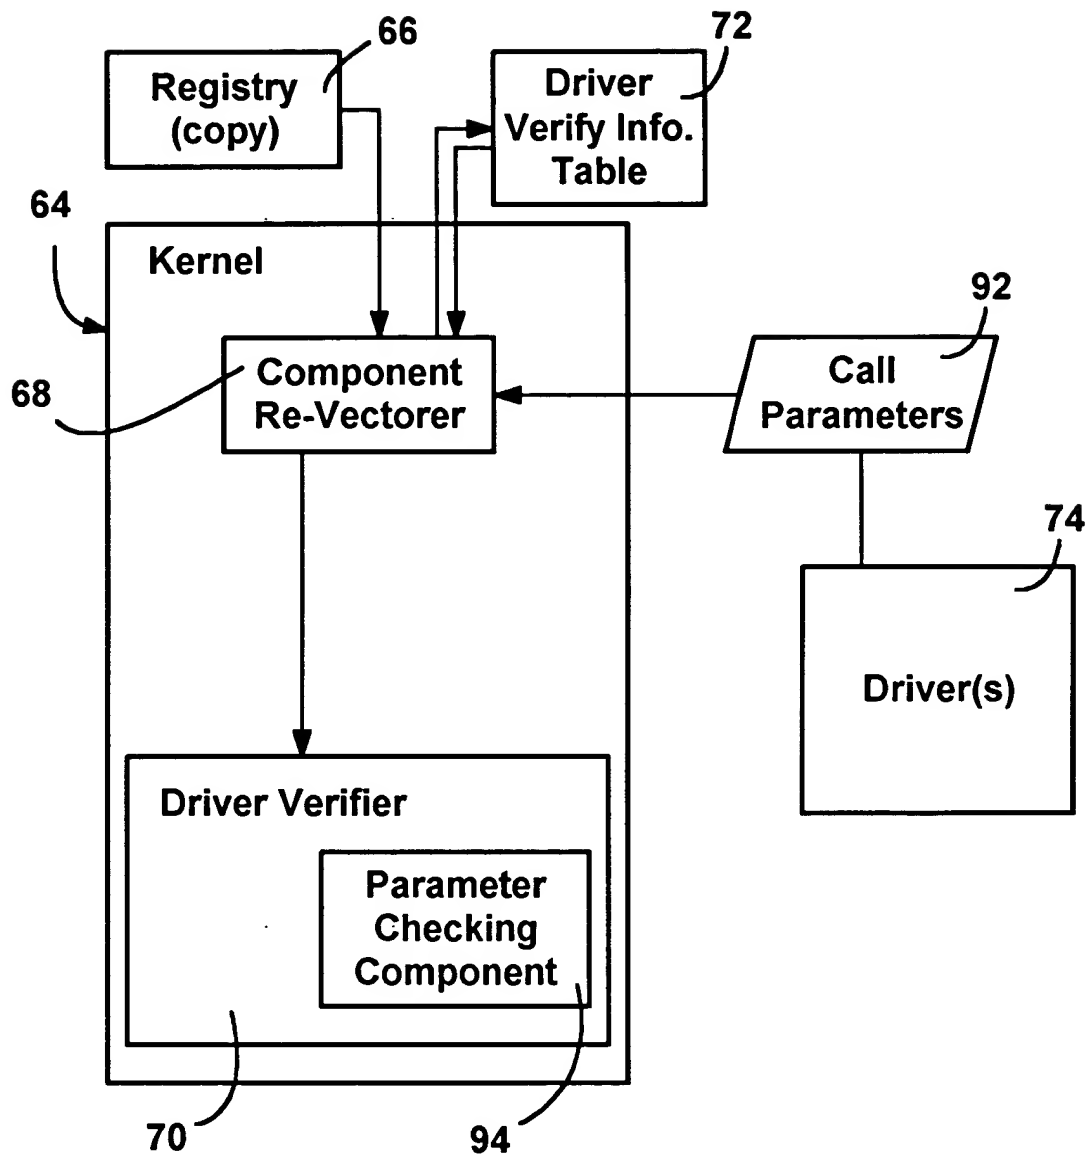 66
72
Registry
(copy)
Driver
Verify Info.
Table
64
Kernel
92
68
Component
Re-Vectorer
Call
Parameters
74
Driver(s)
Driver Verifier
Parameter
Checking
Component
70
94